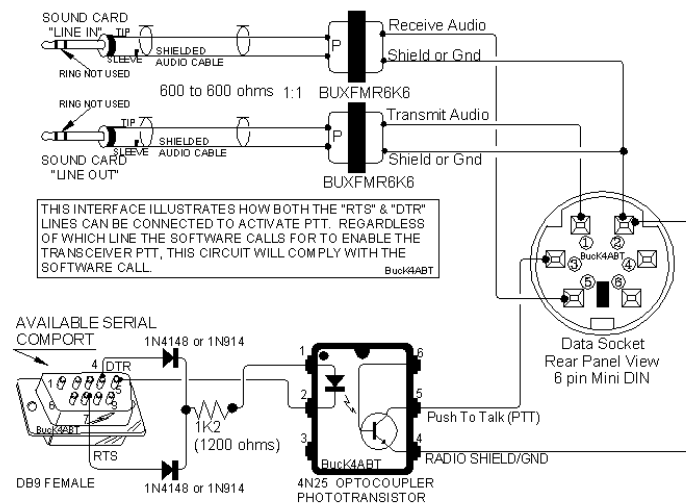 SOUND CARD
"LINE IN"
TIP
SLEEVE
SHIELDED
AUDIO CABLE
RING NOT USED
P
Receive Audio
Shield or Gnd
600 to 600 ohms 1:1 BUXFMR6K6
RING NOT USED
TIP
SLEEVE
SHIELDED
AUDIO CABLE
SOUND CARD
"LINE OUT"
P
Transmit Audio
Shield or Gnd
BUXFMR6K6
THIS INTERFACE ILLUSTRATES HOW BOTH THE "RTS" & "DTR"
LINES CAN BE CONNECTED TO ACTIVATE PTT. REGARDLESS
OF WHICH LINE THE SOFTWARE CALLS FOR TO ENABLE THE
TRANSCEIVER PTT, THIS CIRCUIT WILL COMPLY WITH THE
SOFTWARE CALL.
BucK4ABT
1 2
BucK4ABT
3 4
5 6
Data Socket
Rear Panel View
6 pin Mini DIN
AVAILABLE SERIAL
COMPORT
1N4148 or 1N914
4 DTR
1 5
6 9
7
BucK4ABT
RTS
DB9 FEMALE
1N4148 or 1N914
1K2
(1200 ohms)
1 6
2 5
3 4
BucK4ABT
Push To Talk (PTT)
RADIO SHIELD/GND
4N25 OPTOCOUPLER
PHOTOTRANSISTOR